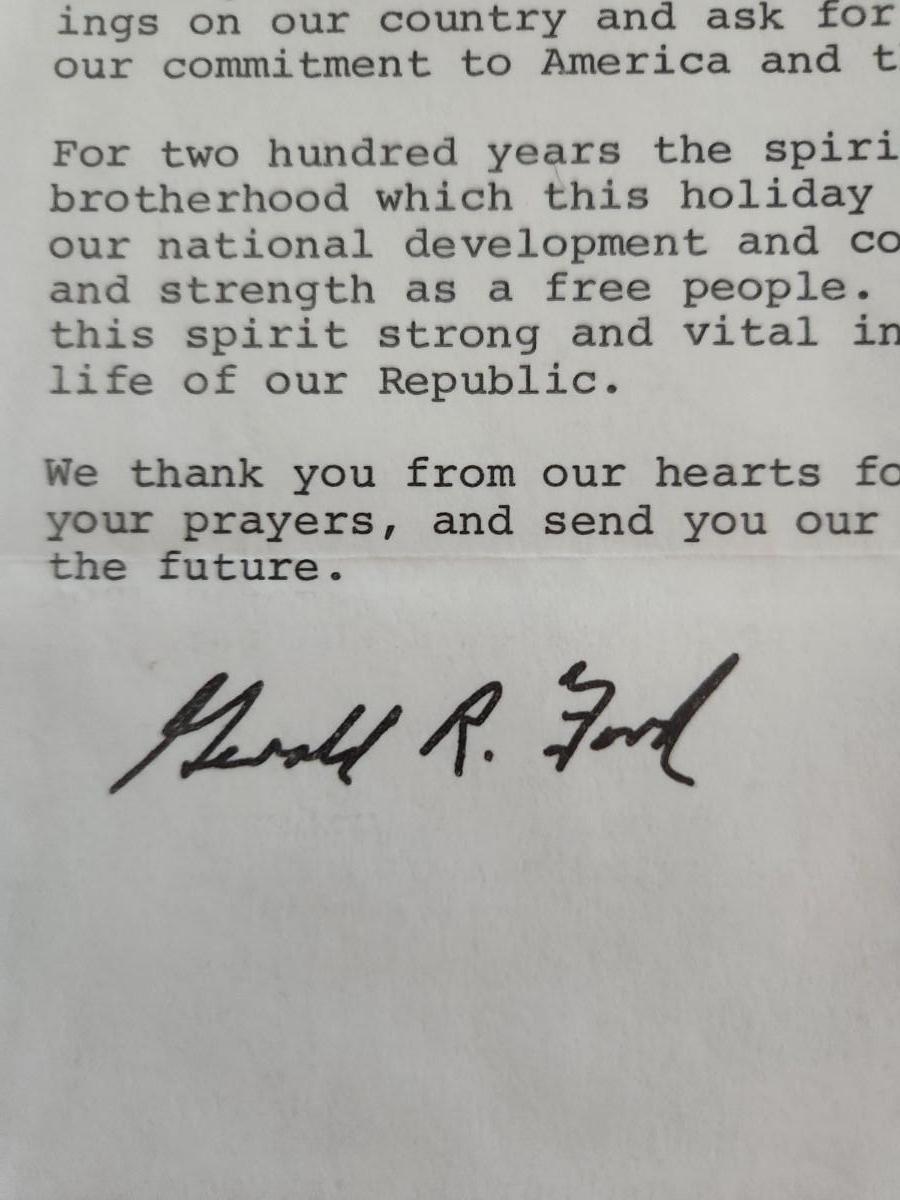 ings on our country and ask for
our commitment to America and t
For two hundred years the spiri
brotherhood which this holiday
our national development and co
and strength as a free people.
this spirit strong and vital in
life of our Republic.
We thank you from our hearts fo
your prayers, and send you our
the future.
Gerald R. Ford